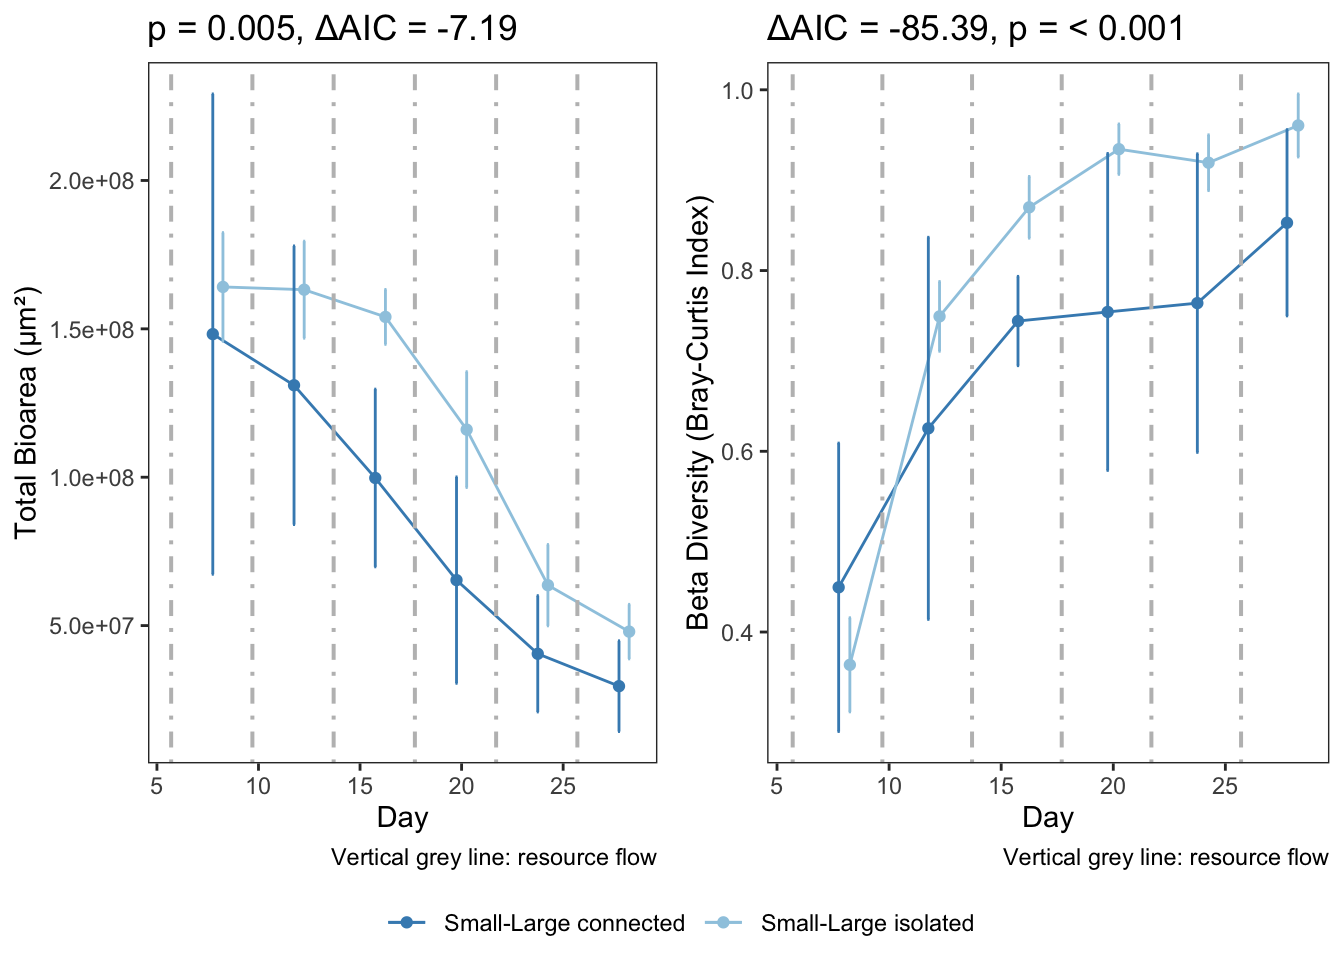 p = 0.005, ΔAIC = -7.19
Total Bioarea (µm²)
2.0e+08
1.5e+08
1.0e+08
5.0e+07
5 10 15 20 25
Day
Vertical grey line: resource flow
ΔAIC = -85.39, p = < 0.001
Beta Diversity (Bray-Curtis Index)
1.0
0.8
0.6
0.4
5 10 15 20 25
Day
Vertical grey line: resource flow
Small-Large connected Small-Large isolated